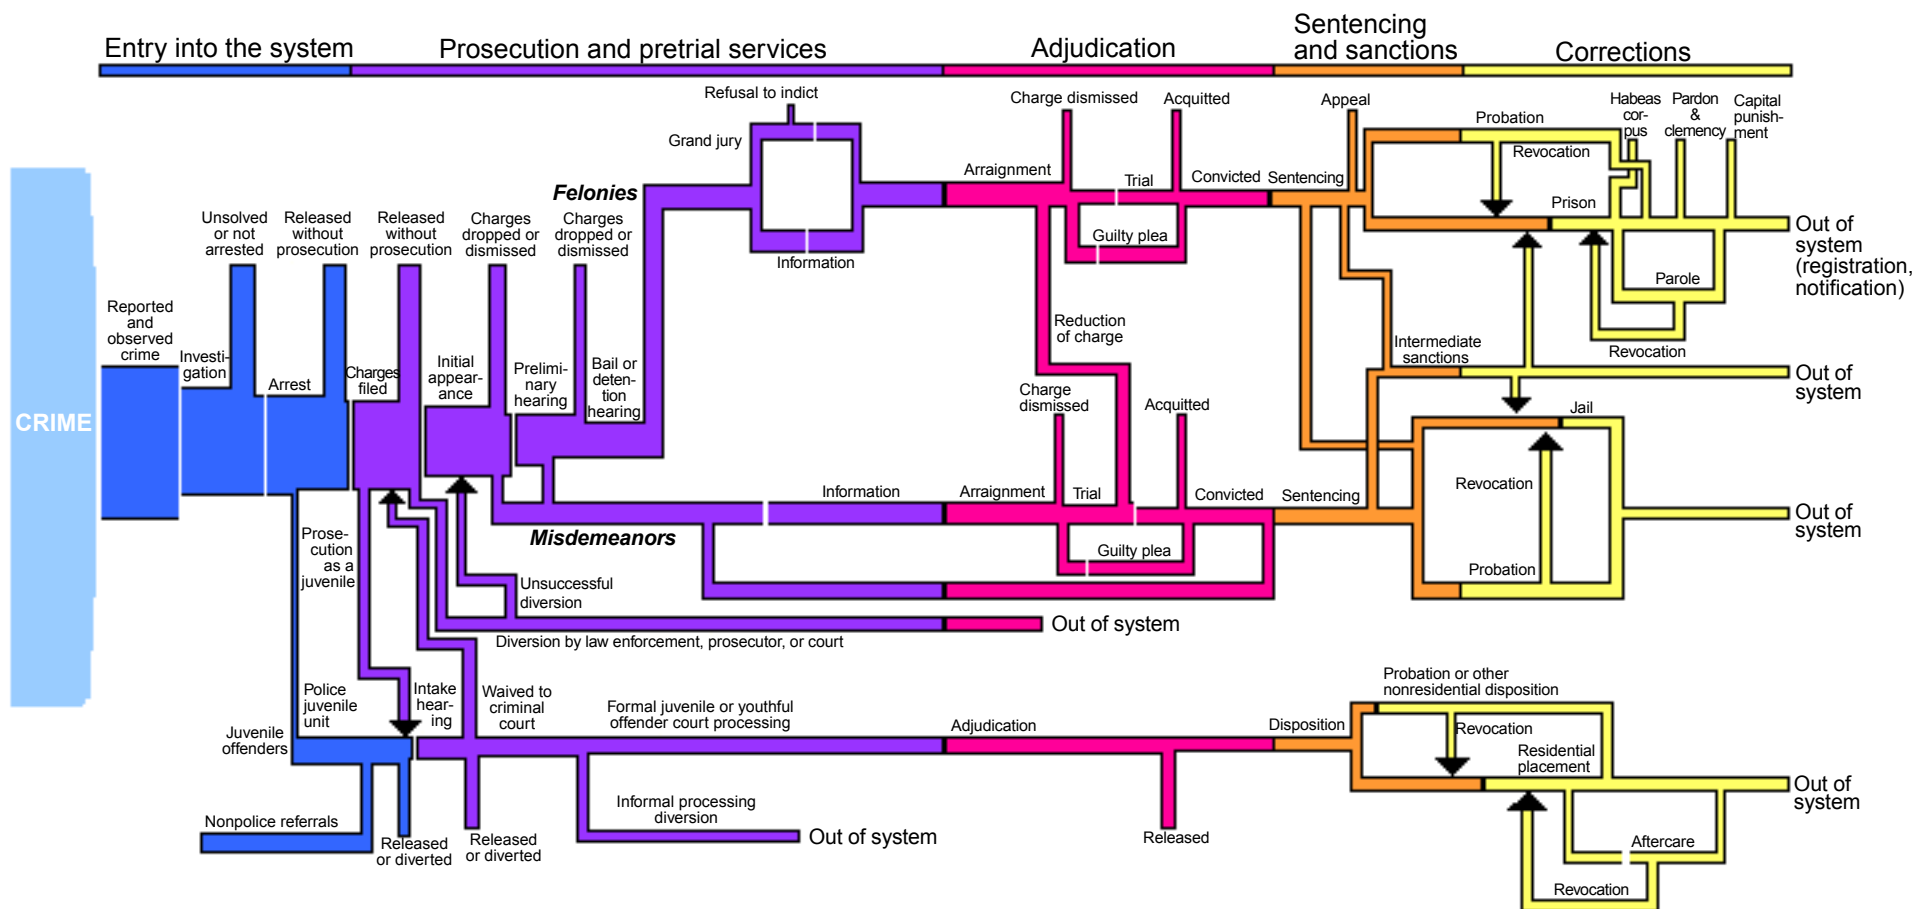 Entry into the system
Prosecution and pretrial services
Adjudication
Sentencing
and sanctions
Corrections
Refusal to indict
Grand jury
Information
Felonies
Charge dismissed
Acquitted
Arraignment
Trial
Convicted
Guilty plea
Sentencing
Appeal
Probation
Revocation
Prison
Habeas
cor-
pus
Pardon
&
clemency
Capital
punish-
ment
Out of
system
(registration,
notification)
Parole
Revocation
Unsolved
or not
arrested
Released
without
prosecution
Released
without
prosecution
Charges
dropped or
dismissed
Charges
dropped or
dismissed
CRIME
Reported
and
observed
crime
Investi-
gation
Arrest
Charges
filed
Initial
appear-
ance
Prelimi-
nary
hearing
Bail or
deten-
tion
hearing
Reduction
of charge
Intermediate
sanctions
Out of
system
Charge
dismissed
Acquitted
Information
Misdemeanors
Arraignment
Trial
Convicted
Guilty plea
Sentencing
Jail
Revocation
Probation
Out of
system
Prose-
cution
as a
juvenile
Unsuccessful
diversion
Out of system
Diversion by law enforcement, prosecutor, or court
Police
juvenile
unit
Juvenile
offenders
Intake
hear-
ing
Waived to
criminal
court
Formal juvenile or youthful
offender court processing
Adjudication
Disposition
Probation or other
nonresidential disposition
Revocation
Residential
placement
Out of
system
Nonpolice referrals
Released
or diverted
Released
or diverted
Informal processing
diversion
Out of system
Released
Aftercare
Revocation